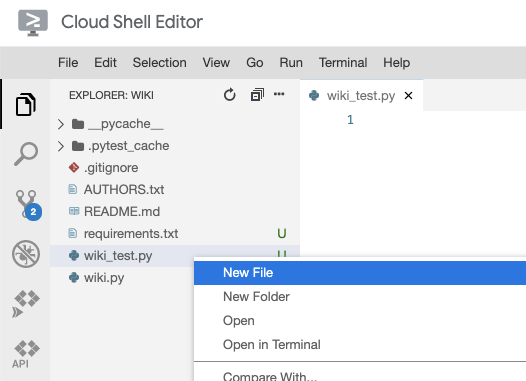 Cloud Shell Editor
File Edit Selection View Go Run Terminal Help
EXPLORER: WIKI
wiki_test.py
1
__pycache__
.pytest_cache
.gitignore
AUTHORS.txt
README.md
requirements.txt U
wiki_test.py U
wiki.py
2
API
New File
New Folder
Open
Open in Terminal
Compare With...